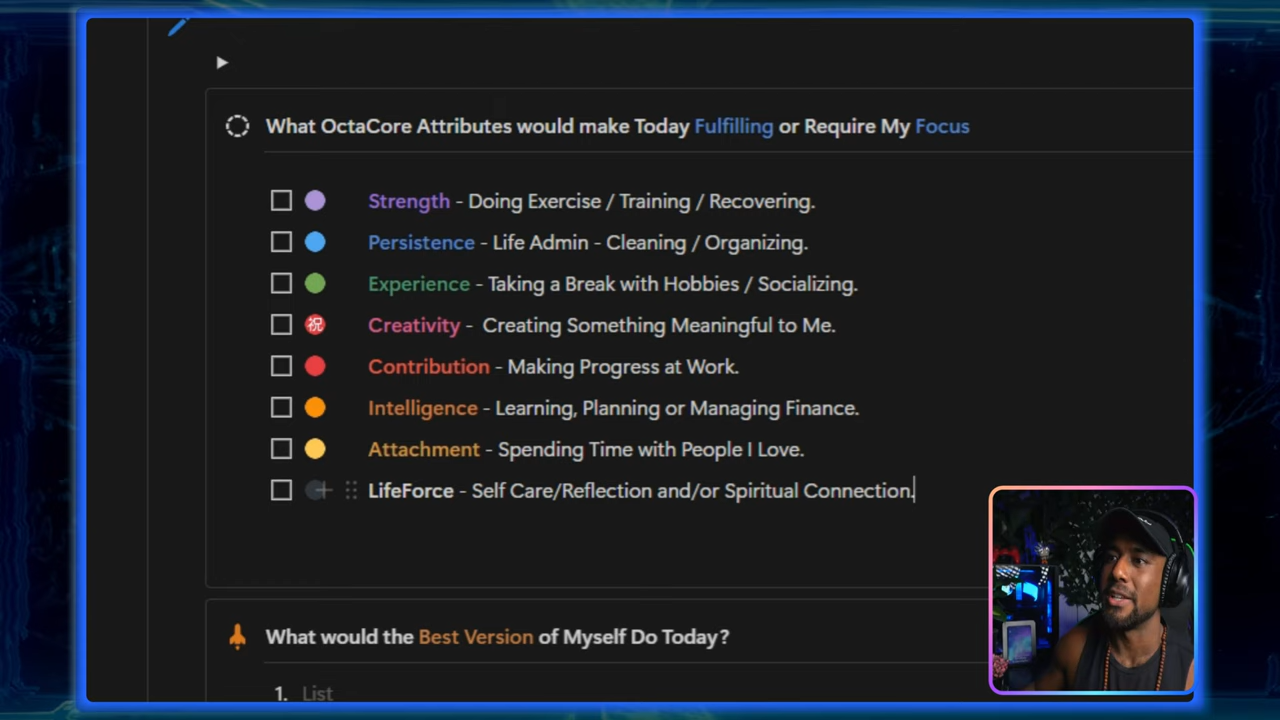 What OctaCore Attributes would make Today Fulfilling or Require My Focus
Strength - Doing Exercise / Training / Recovering.
Persistence - Life Admin - Cleaning / Organizing.
Experience - Taking a Break with Hobbies / Socializing.
㊗ Creativity - Creating Something Meaningful to Me.
Contribution - Making Progress at Work.
Intelligence - Learning, Planning or Managing Finance.
Attachment - Spending Time with People I Love.
LifeForce - Self Care/Reflection and/or Spiritual Connection.
What would the Best Version of Myself Do Today?
1. List